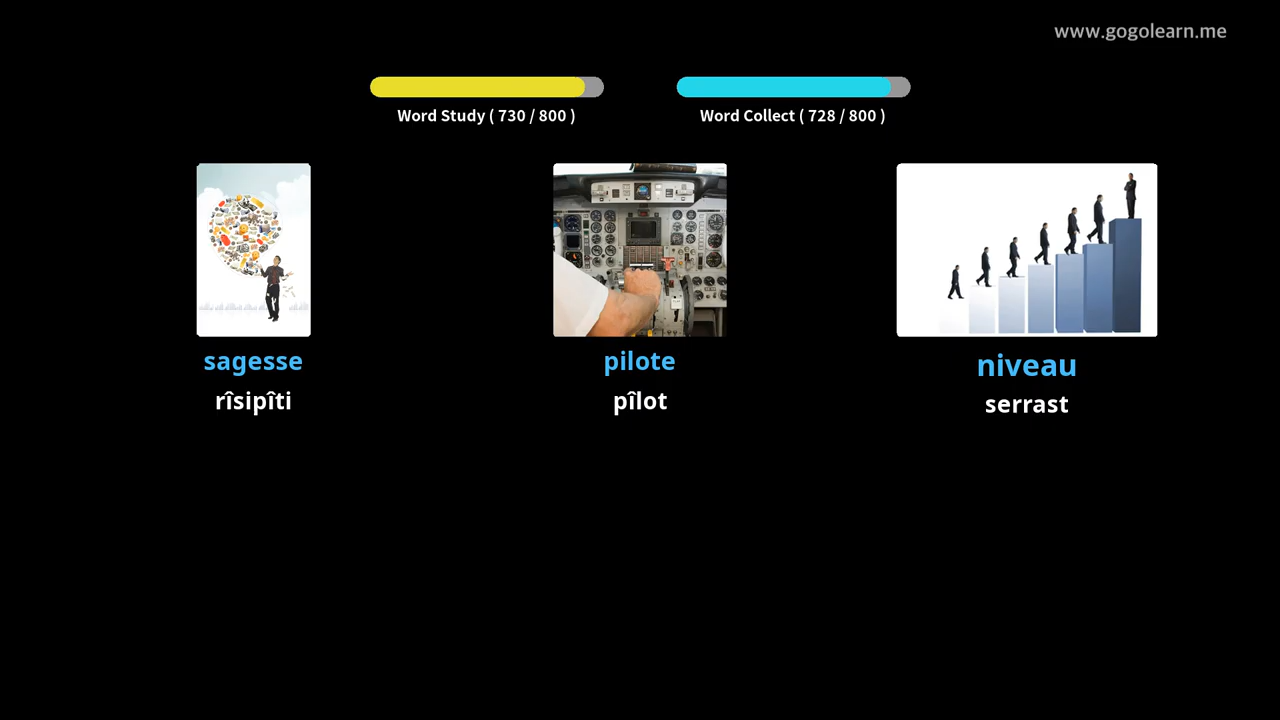 www.gogolearn.me
Word Study ( 730 / 800 )
Word Collect ( 728 / 800 )
sagesse
rîsipîti
pilote
pîlot
niveau
serrast